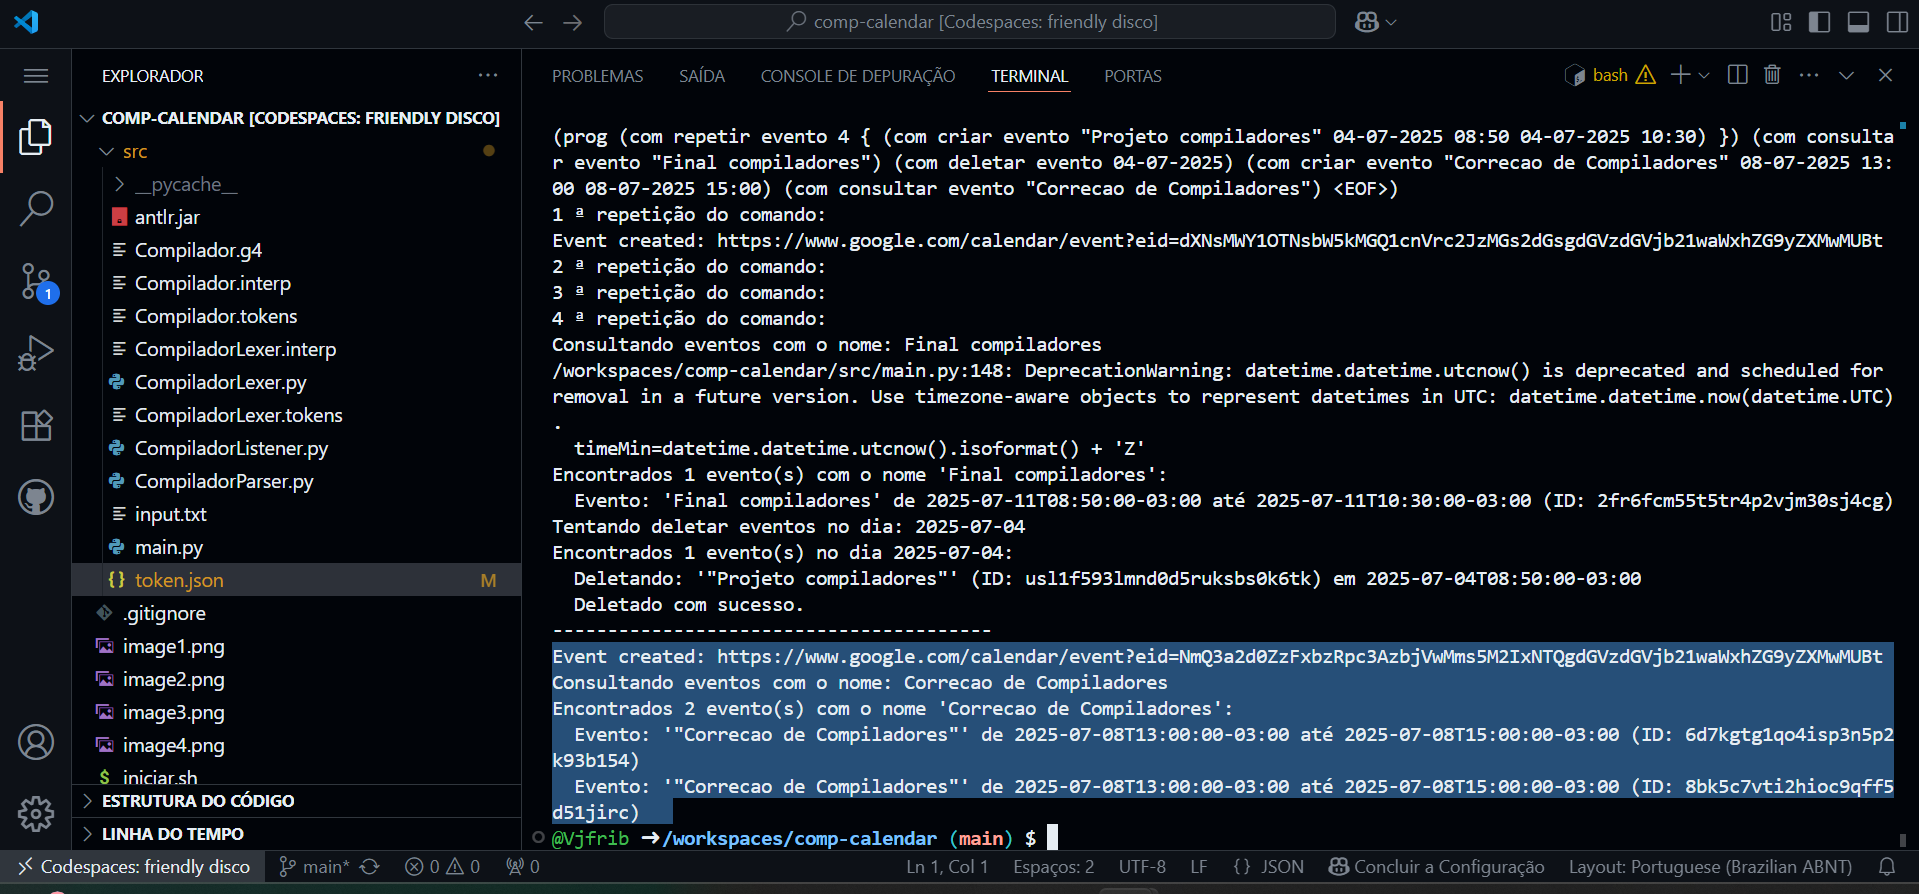 comp-calendar [Codespaces: friendly disco]
EXPLORADOR
COMP-CALENDAR [CODESPACES: FRIENDLY DISCO]
src
__pycache__
antlr.jar
Compilador.g4
Compilador.interp
Compilador.tokens
CompiladorLexer.interp
CompiladorLexer.py
CompiladorLexer.tokens
CompiladorListener.py
CompiladorParser.py
input.txt
main.py
{} token.json M
.gitignore
image1.png
image2.png
image3.png
image4.png
$ iniciar.sh
ESTRUTURA DO CÓDIGO
LINHA DO TEMPO
1
PROBLEMAS SAÍDA CONSOLE DE DEPURAÇÃO TERMINAL PORTAS bash
(prog (com repetir evento 4 { (com criar evento "Projeto compiladores" 04-07-2025 08:50 04-07-2025 10:30) }) (com consulta
r evento "Final compiladores") (com deletar evento 04-07-2025) (com criar evento "Correcao de Compiladores" 08-07-2025 13:
00 08-07-2025 15:00) (com consultar evento "Correcao de Compiladores") <EOF>)
1 ª repetição do comando:
Event created: https://www.google.com/calendar/event?eid=dXNsMWY1OTNsbW5kMGQ1cnVrc2JzMGs2dGsgdGVzdGVjb21waWxhZG9yZXMwMUBt
2 ª repetição do comando:
3 ª repetição do comando:
4 ª repetição do comando:
Consultando eventos com o nome: Final compiladores
/workspaces/comp-calendar/src/main.py:148: DeprecationWarning: datetime.datetime.utcnow() is deprecated and scheduled for
removal in a future version. Use timezone-aware objects to represent datetimes in UTC: datetime.datetime.now(datetime.UTC)
.
timeMin=datetime.datetime.utcnow().isoformat() + 'Z'
Encontrados 1 evento(s) com o nome 'Final compiladores':
Evento: 'Final compiladores' de 2025-07-11T08:50:00-03:00 até 2025-07-11T10:30:00-03:00 (ID: 2fr6fcm55t5tr4p2vjm30sj4cg)
Tentando deletar eventos no dia: 2025-07-04
Encontrados 1 evento(s) no dia 2025-07-04:
Deletando: '"Projeto compiladores"' (ID: usl1f593lmnd0d5ruksbs0k6tk) em 2025-07-04T08:50:00-03:00
Deletado com sucesso.
----------------------------------------
Event created: https://www.google.com/calendar/event?eid=NmQ3a2d0ZzFxbzRpc3AzbjVwMms5M2IxNTQgdGVzdGVjb21waWxhZG9yZXMwMUBt
Consultando eventos com o nome: Correcao de Compiladores
Encontrados 2 evento(s) com o nome 'Correcao de Compiladores':
Evento: '"Correcao de Compiladores"' de 2025-07-08T13:00:00-03:00 até 2025-07-08T15:00:00-03:00 (ID: 6d7kgtg1qo4isp3n5p2
k93b154)
Evento: '"Correcao de Compiladores"' de 2025-07-08T13:00:00-03:00 até 2025-07-08T15:00:00-03:00 (ID: 8bk5c7vti2hioc9qff5
d51jirc)
@Vjfrib ➜/workspaces/comp-calendar (main) $
Codespaces: friendly disco main* 0 0 0 Ln 1, Col 1 Espaços: 2 UTF-8 LF {} JSON Concluir a Configuração Layout: Portuguese (Brazilian ABNT)